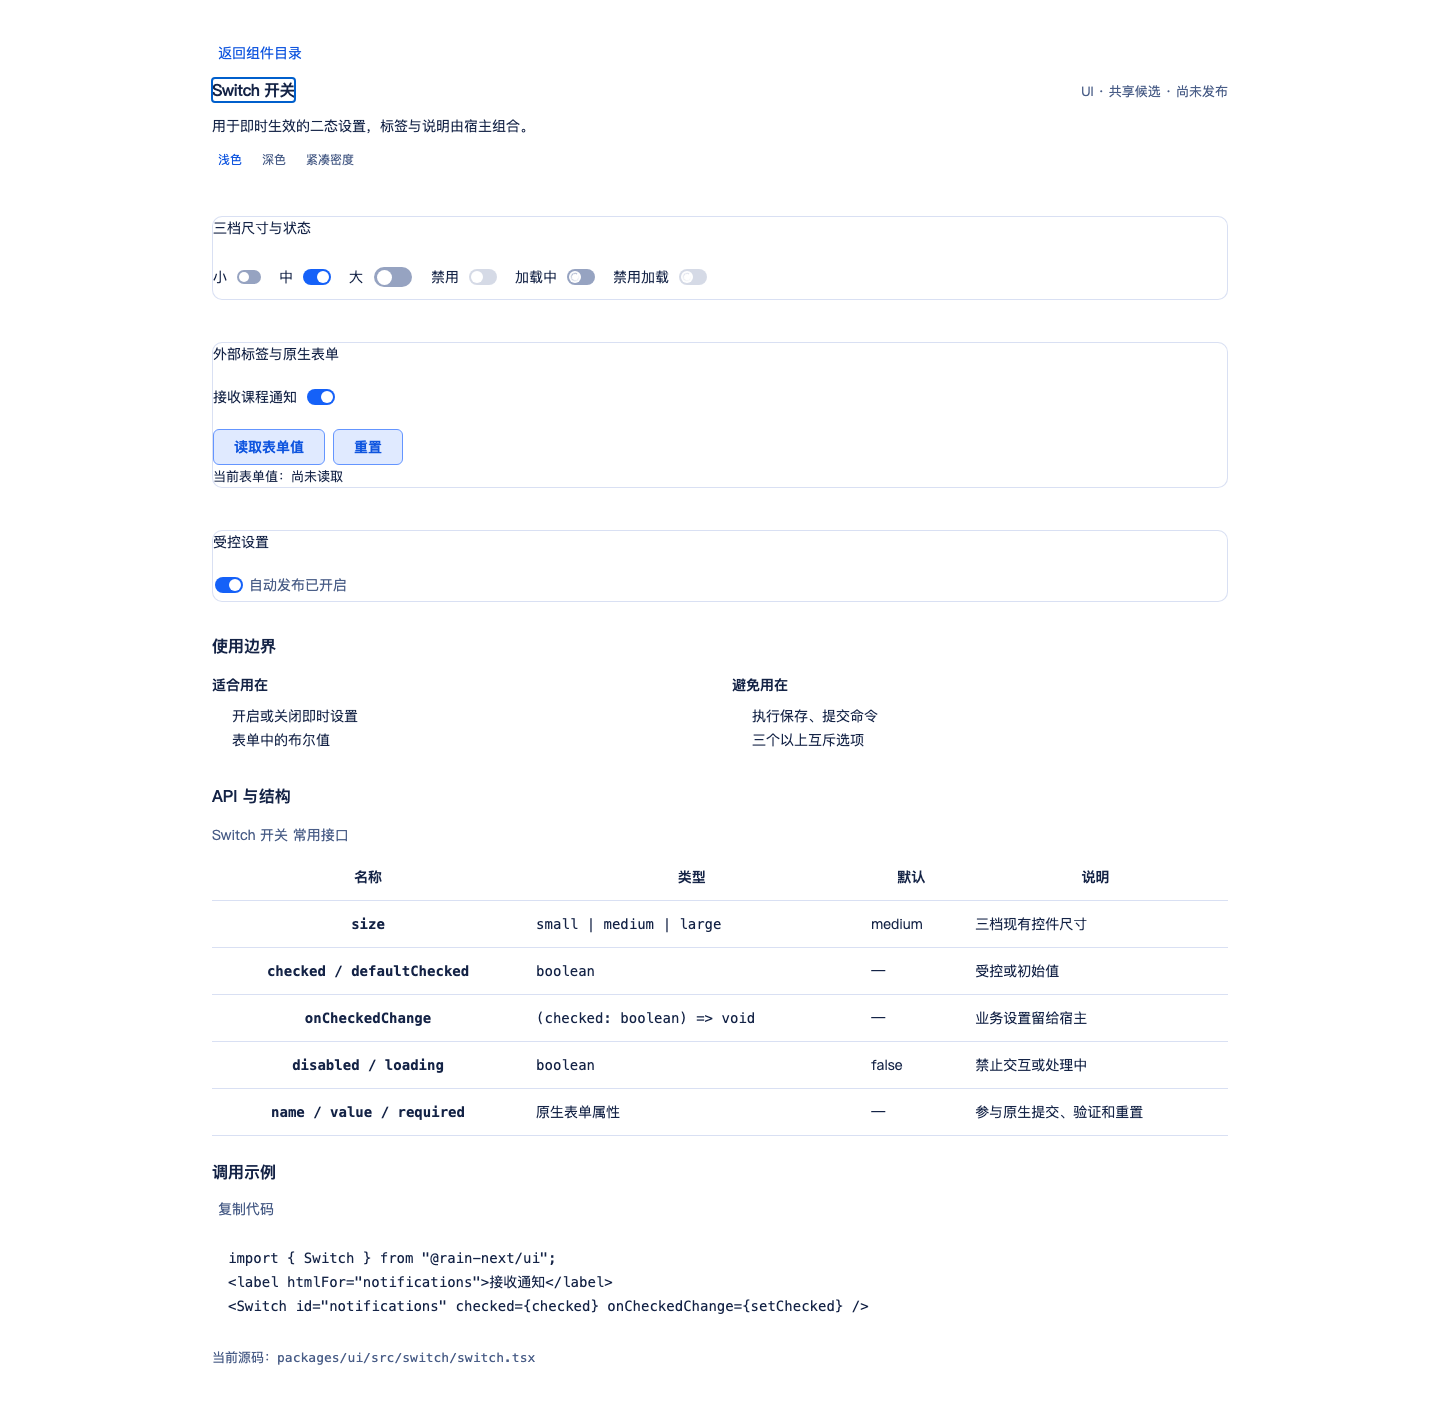 返回组件目录
Switch 开关
UI · 共享候选 · 尚未发布
用于即时生效的二态设置，标签与说明由宿主组合。
浅色 深色 紧凑密度
三档尺寸与状态
小 中 大 禁用 加载中 禁用加载
外部标签与原生表单
接收课程通知
读取表单值 重置
当前表单值：尚未读取
受控设置
自动发布已开启
使用边界
适合用在
开启或关闭即时设置
表单中的布尔值
避免用在
执行保存、提交命令
三个以上互斥选项
API 与结构
Switch 开关 常用接口
名称 类型 默认 说明
size small | medium | large medium 三档现有控件尺寸
checked / defaultChecked boolean — 受控或初始值
onCheckedChange (checked: boolean) => void — 业务设置留给宿主
disabled / loading boolean false 禁止交互或处理中
name / value / required 原生表单属性 — 参与原生提交、验证和重置
调用示例
复制代码
import { Switch } from "@rain-next/ui";
<label htmlFor="notifications">接收通知</label>
<Switch id="notifications" checked={checked} onCheckedChange={setChecked} />
当前源码：packages/ui/src/switch/switch.tsx